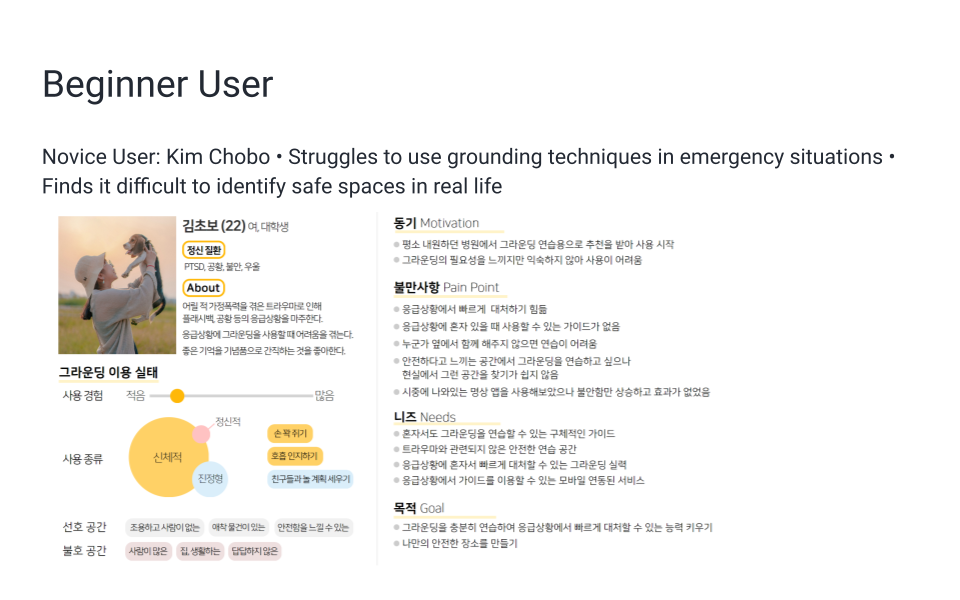 Beginner User
Novice User: Kim Chobo • Struggles to use grounding techniques in emergency situations •
Finds it difficult to identify safe spaces in real life
김초보 (22) 여, 대학생
정신 질환
PTSD, 공황, 불안, 우울
About
어릴 적 가정폭력을 겪은 트라우마로 인해
플래시백, 공황 등의 응급상황을 마주한다.
응급상황에 그라운딩을 사용할 때 어려움을 겪는다.
좋은 기억을 기념품으로 간직하는 것을 좋아한다.
그라운딩 이용 실태
사용 경험
적음
많음
사용 종류
신체적
정신적
진정형
손 꽉 쥐기
호흡 인지하기
친구들과 놀 계획 세우기
선호 공간
조용하고 사람이 없는
애착 물건이 있는
안전함을 느낄 수 있는
불호 공간
사람이 많은
집, 생활하는
답답하지 않은
동기 Motivation
평소 내원하던 병원에서 그라운딩 연습용으로 추천을 받아 사용 시작
그라운딩의 필요성을 느끼지만 익숙하지 않아 사용이 어려움
불만사항 Pain Point
응급상황에서 빠르게 대처하기 힘듦
응급상황에 혼자 있을 때 사용할 수 있는 가이드가 없음
누군가 옆에서 함께 해주지 않으면 연습이 어려움
안전하다고 느끼는 공간에서 그라운딩을 연습하고 싶으나
현실에서 그런 공간을 찾기가 쉽지 않음
시중에 나와있는 명상 앱을 사용해보았으나 불안함만 상승하고 효과가 없었음
니즈 Needs
혼자서도 그라운딩을 연습할 수 있는 구체적인 가이드
트라우마와 관련되지 않은 안전한 연습 공간
응급상황에 혼자서 빠르게 대처할 수 있는 그라운딩 실력
응급상황에서 가이드를 이용할 수 있는 모바일 연동된 서비스
목적 Goal
그라운딩을 충분히 연습하여 응급상황에서 빠르게 대처할 수 있는 능력 키우기
나만의 안전한 장소를 만들기